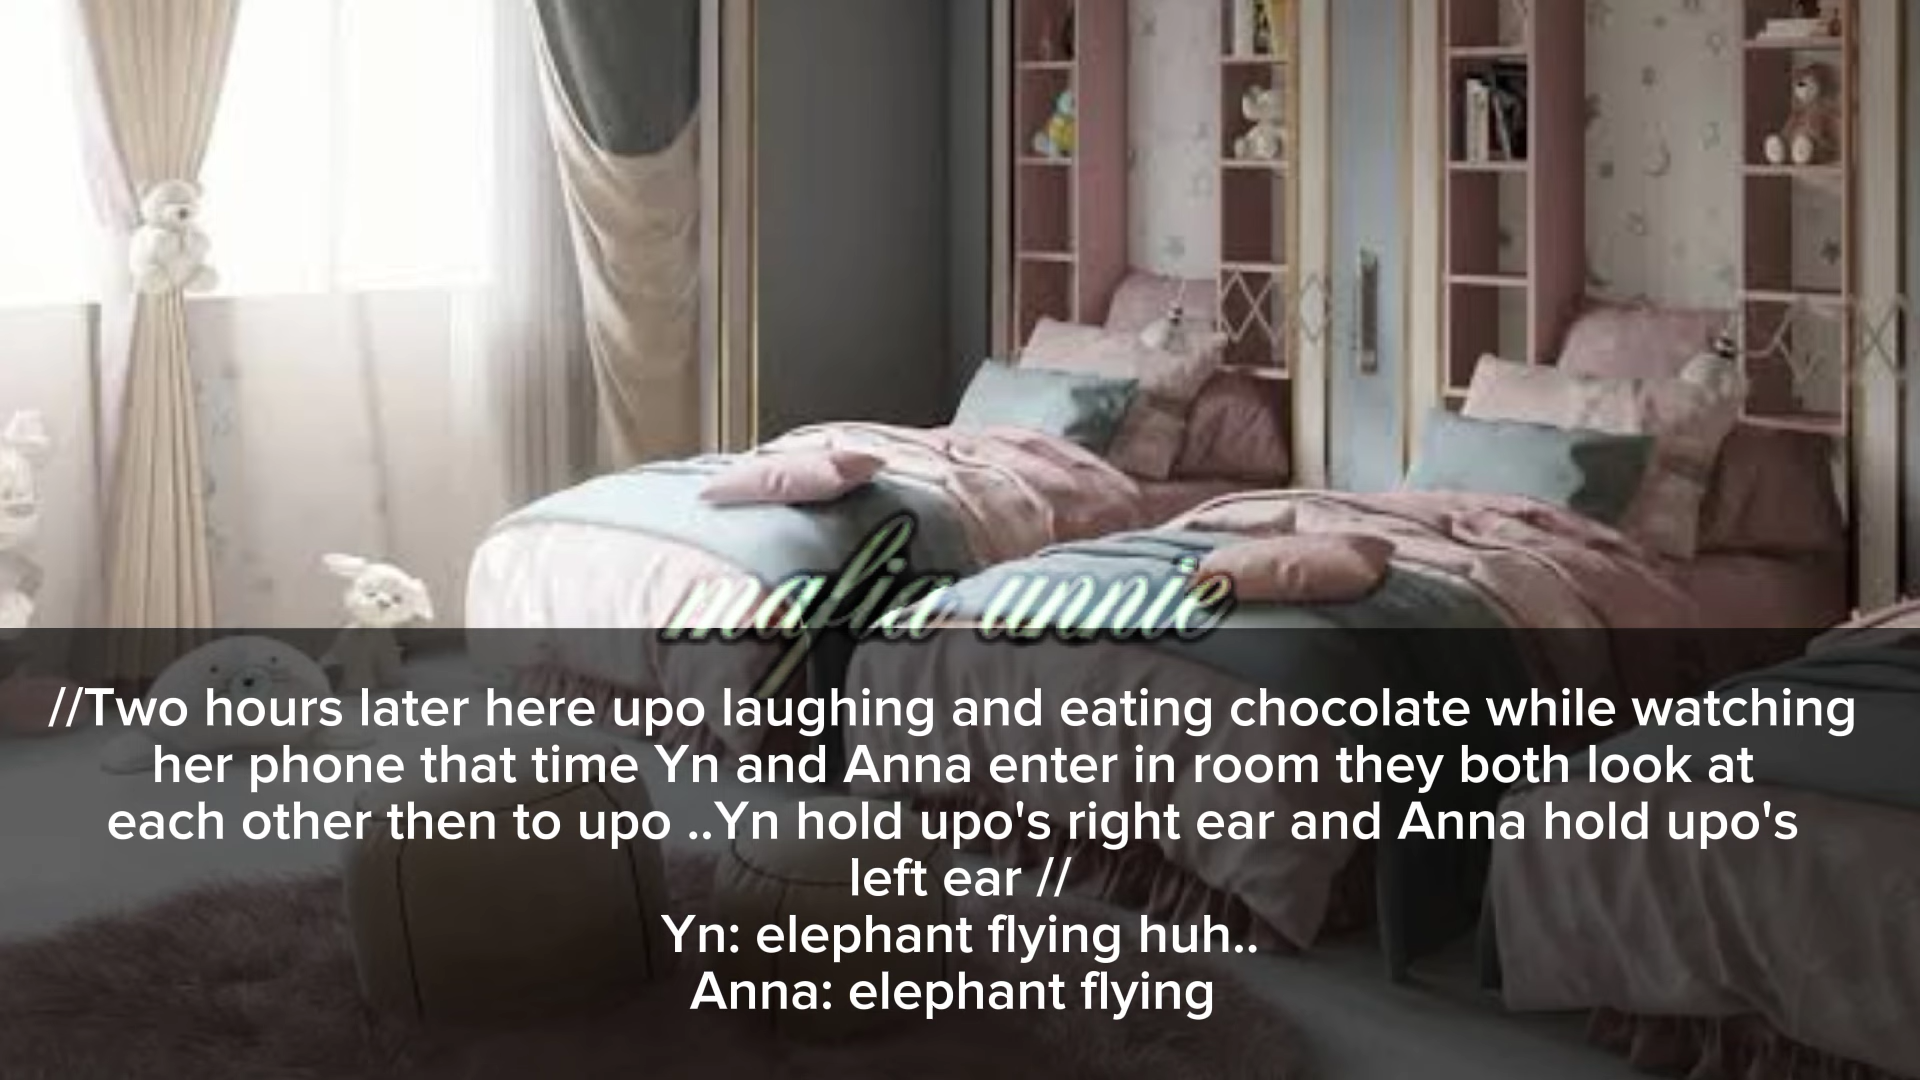 mafia unnie
//Two hours later here upo laughing and eating chocolate while watching
her phone that time Yn and Anna enter in room they both look at
each other then to upo ..Yn hold upo's right ear and Anna hold upo's
left ear //
Yn: elephant flying huh..
Anna: elephant flying